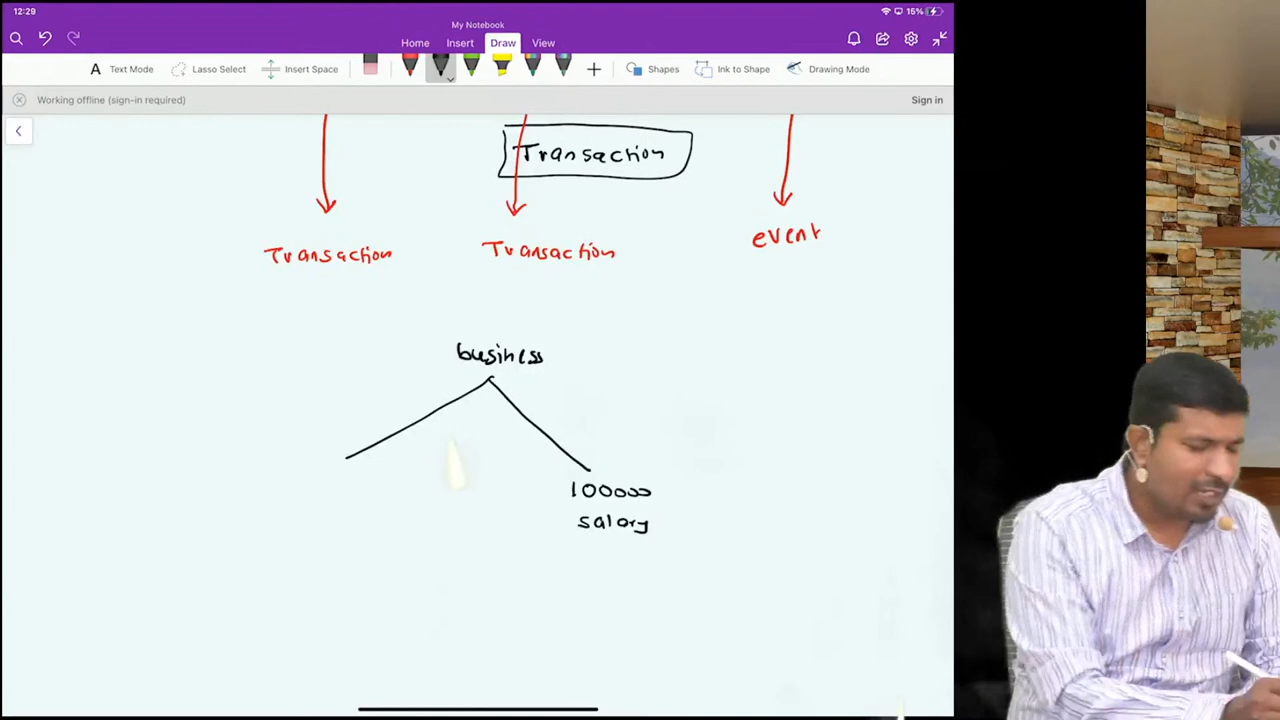 12:29
15%
My Notebook
Home Insert Draw View
Text Mode Lasso Select Insert Space Shapes Ink to Shape Drawing Mode
Working offline (sign-in required) Sign in
Transaction
Transaction Transaction event
business
100000
salary